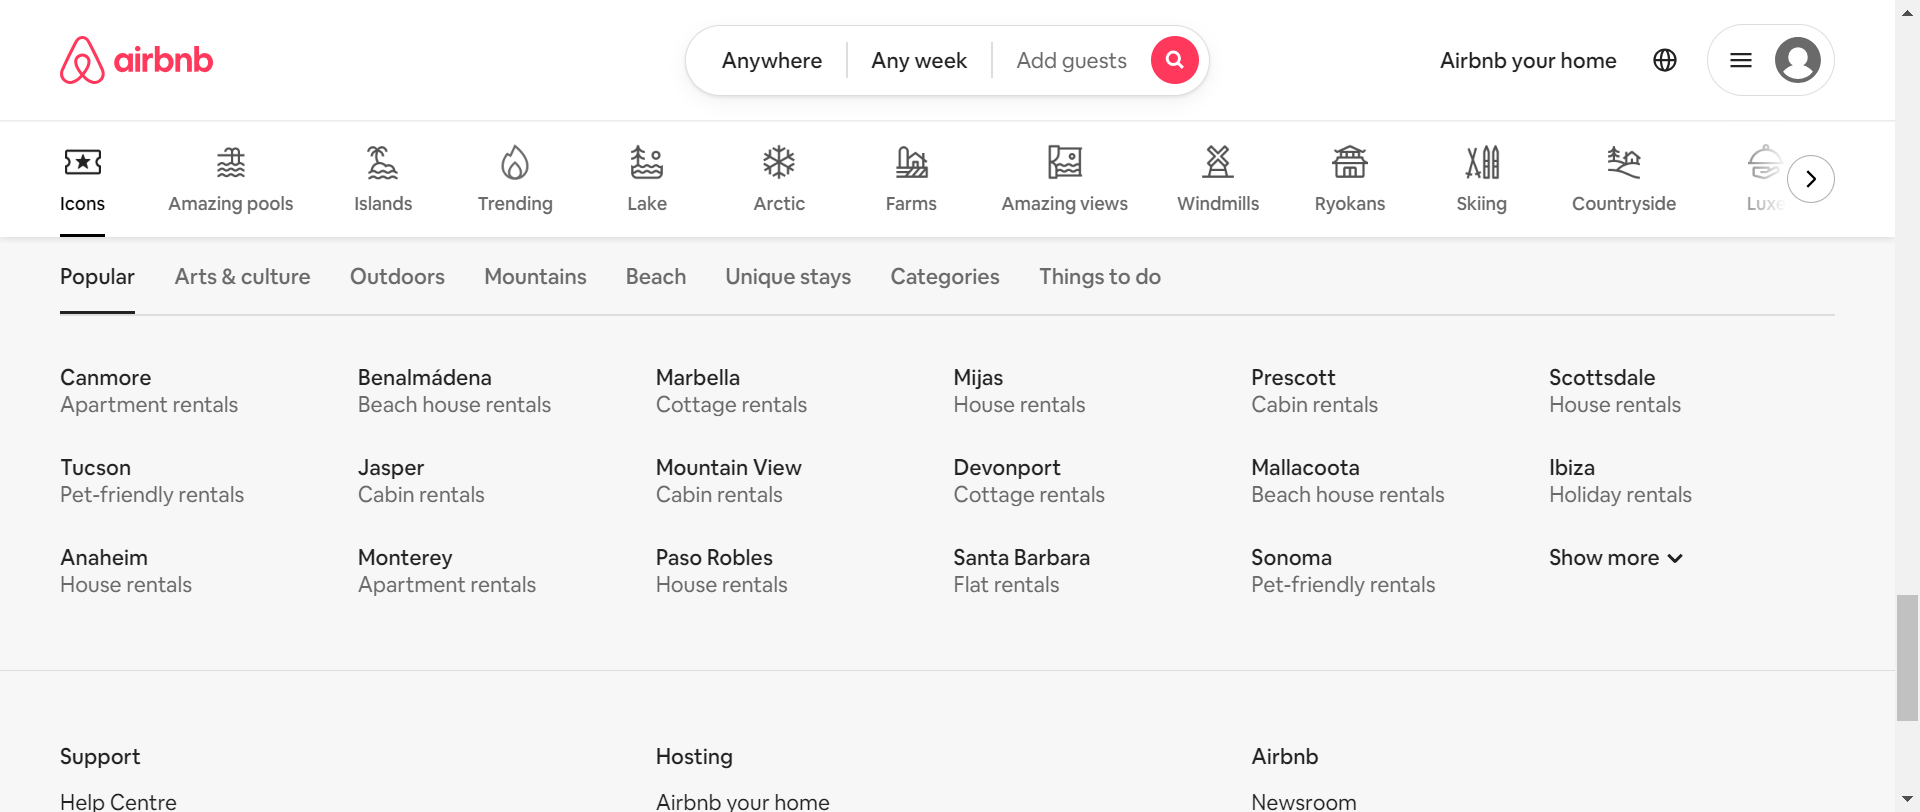 airbnb
Anywhere
Any week
Add guests
Airbnb your home
Icons
Amazing pools
Islands
Trending
Lake
Arctic
Farms
Amazing views
Windmills
Ryokans
Skiing
Countryside
Luxe
Popular
Arts & culture
Outdoors
Mountains
Beach
Unique stays
Categories
Things to do
Canmore
Apartment rentals
Benalmádena
Beach house rentals
Marbella
Cottage rentals
Mijas
House rentals
Prescott
Cabin rentals
Scottsdale
House rentals
Tucson
Pet-friendly rentals
Jasper
Cabin rentals
Mountain View
Cabin rentals
Devonport
Cottage rentals
Mallacoota
Beach house rentals
Ibiza
Holiday rentals
Anaheim
House rentals
Monterey
Apartment rentals
Paso Robles
House rentals
Santa Barbara
Flat rentals
Sonoma
Pet-friendly rentals
Show more
Support
Hosting
Airbnb
Help Centre
Airbnb your home
Newsroom